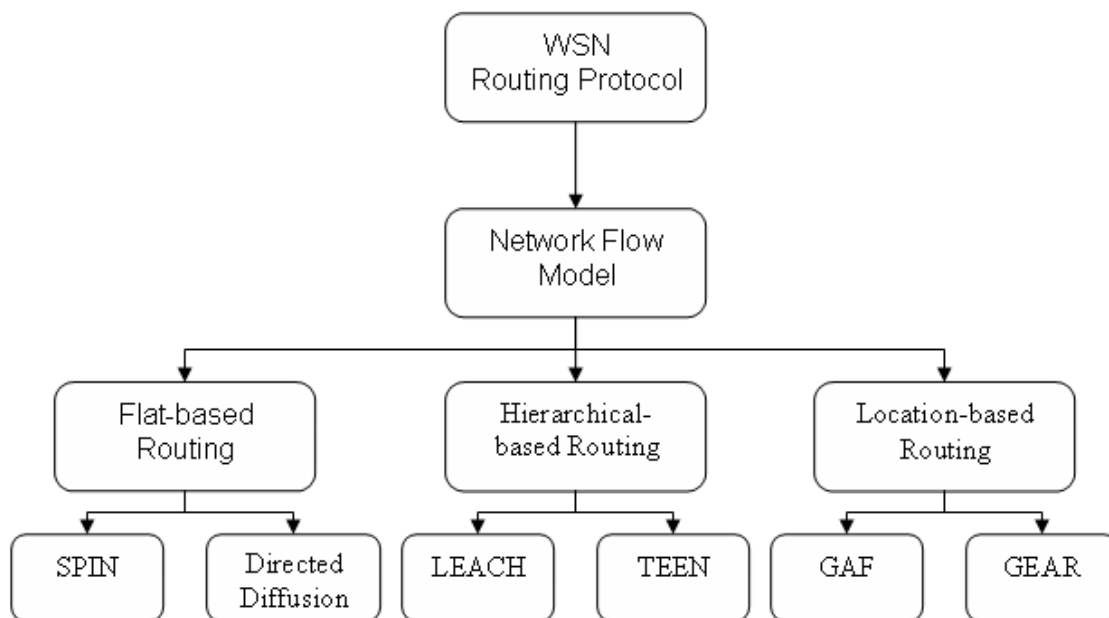 WSN
Routing Protocol
Network Flow
Model
Flat-based
Routing
Hierarchical-
based Routing
Location-based
Routing
SPIN
Directed
Diffusion
LEACH
TEEN
GAF
GEAR